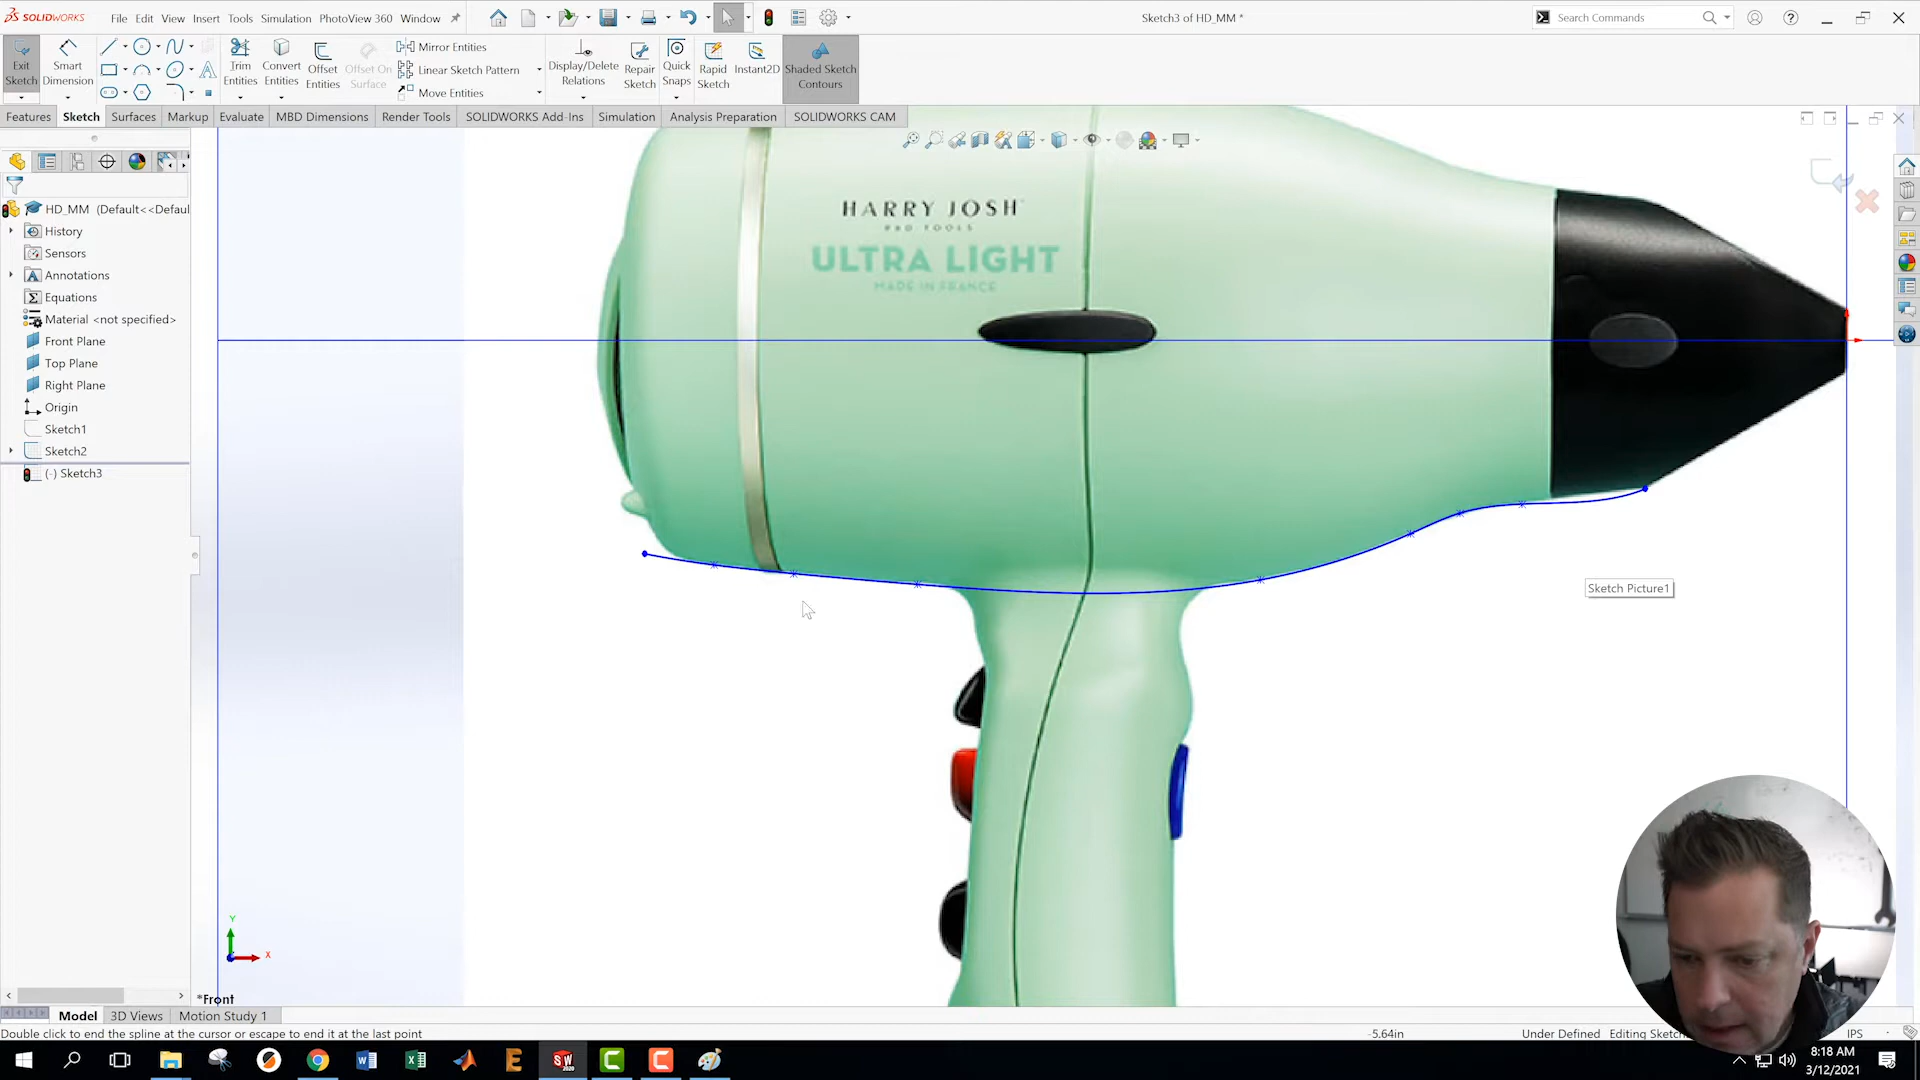 SOLIDWORKS
File Edit View Insert Tools Simulation PhotoView 360 Window
Sketch3 of HD_MM *
Search Commands
Exit Sketch
Smart Dimension
Trim Entities
Convert Entities
Offset Entities
Offset On Surface
Mirror Entities
Linear Sketch Pattern
Move Entities
Display/Delete Relations
Repair Sketch
Quick Snaps
Rapid Sketch
Instant2D
Shaded Sketch Contours
Features Sketch Surfaces Markup Evaluate MBD Dimensions Render Tools SOLIDWORKS Add-Ins Simulation Analysis Preparation SOLIDWORKS CAM
HD_MM (Default<<Defaul
History
Sensors
Annotations
Equations
Material <not specified>
Front Plane
Top Plane
Right Plane
Origin
Sketch1
Sketch2
(-) Sketch3
HARRY JOSH
PRO TOOLS
ULTRA LIGHT
MADE IN FRANCE
Sketch Picture1
Y
X
*Front
Model 3D Views Motion Study 1
Double click to end the spline at the cursor or escape to end it at the last point
-5.64in Under Defined Editing Sketc IPS
8:18 AM
3/12/2021